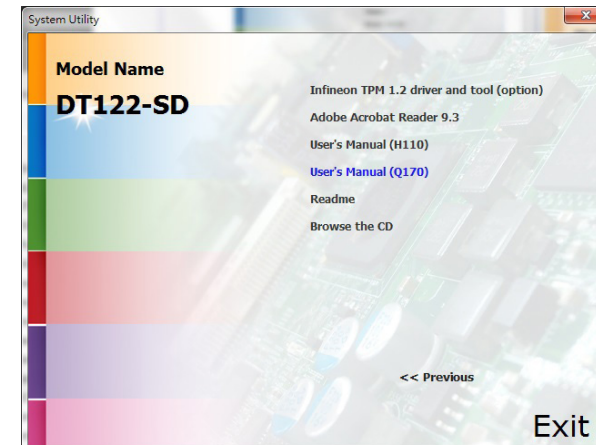 System Utility
Model Name
DT122-SD
Infineon TPM 1.2 driver and tool (option)
Adobe Acrobat Reader 9.3
User's Manual (H110)
User's Manual (Q170)
Readme
Browse the CD
<< Previous
Exit